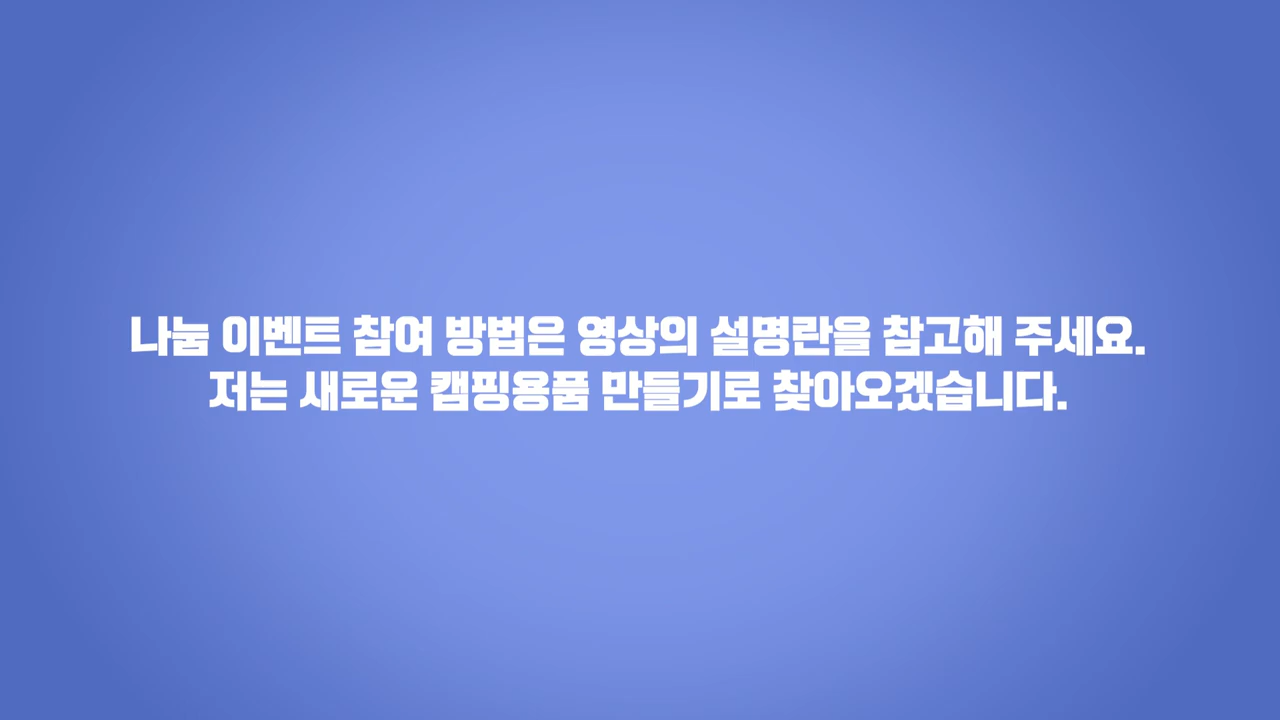 나눔 이벤트 참여 방법은 영상의 설명란을 참고해 주세요.
저는 새로운 캠핑용품 만들기로 찾아오겠습니다.